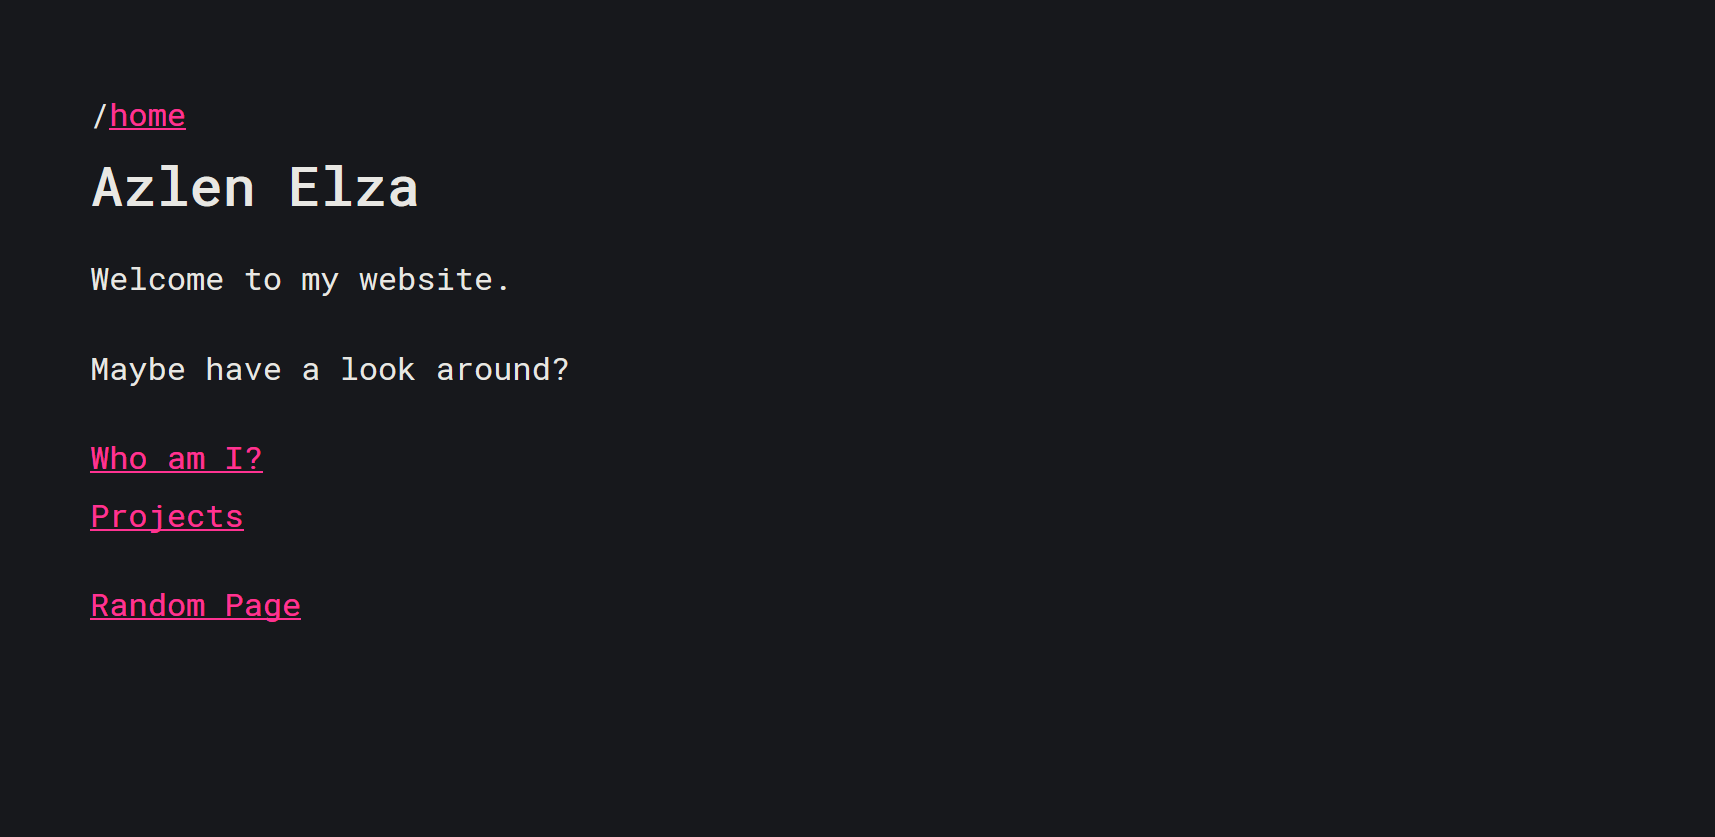 /home
Azlen Elza
Welcome to my website.
Maybe have a look around?
Who am I?
Projects
Random Page